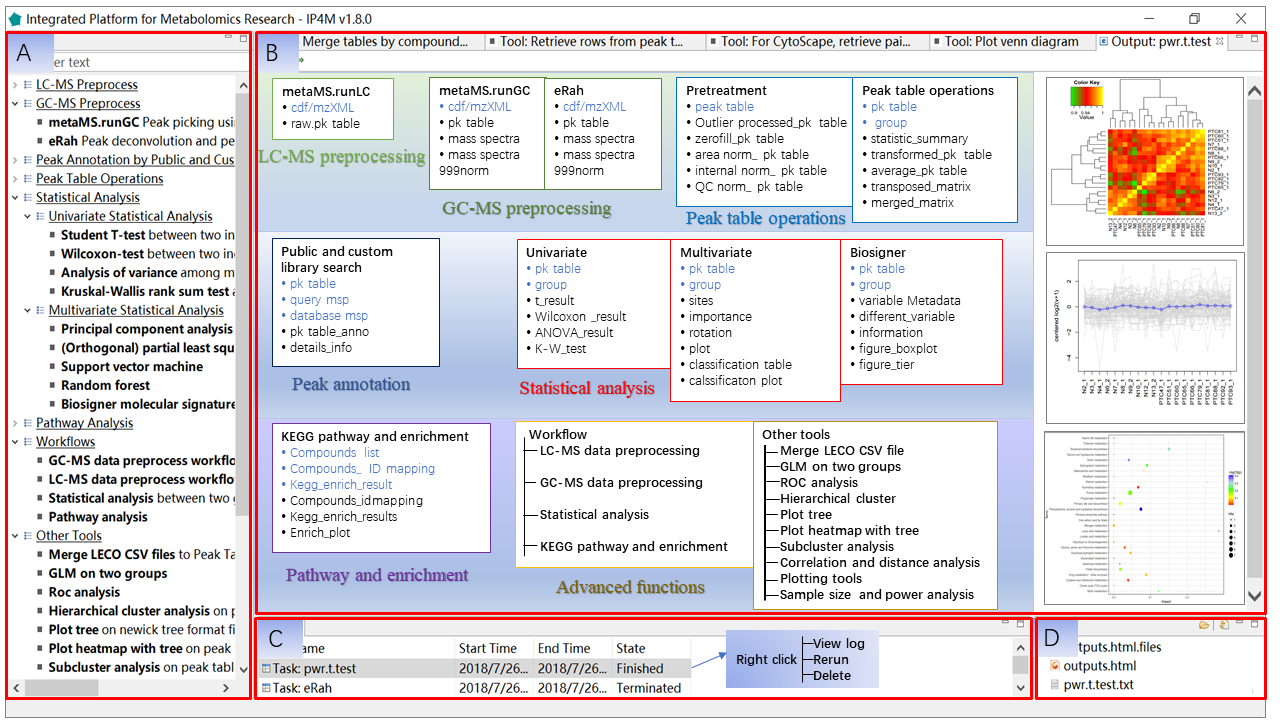 Integrated Platform for Metabolomics Research - IP4M v1.8.0
A
er text
LC-MS Preprocess
GC-MS Preprocess
metaMS.runGC Peak picking usi
eRah Peak deconvolution and pe
Peak Annotation by Public and Cus
Peak Table Operations
Statistical Analysis
Univariate Statistical Analysis
Student T-test between two in
Wilcoxon-test between two in
Analysis of variance among m
Kruskal-Wallis rank sum test a
Multivariate Statistical Analysis
Principal component analysis
(Orthogonal) partial least squ
Support vector machine
Random forest
Biosigner molecular signature
Pathway Analysis
Workflows
GC-MS data preprocess workflo
LC-MS data preprocess workflo
Statistical analysis between two g
Pathway analysis
Other Tools
Merge LECO CSV files to Peak Ta
GLM on two groups
Roc analysis
Hierarchical cluster analysis on p
Plot tree on newick tree format fi
Plot heatmap with tree on peak
Subcluster analysis on peak tabl
B
Merge tables by compound...
Tool: Retrieve rows from peak t...
Tool: For CytoScape, retrieve pai...
Tool: Plot venn diagram
Output: pwr.t.test
metaMS.runLC
• cdf/mzXML
• raw.pk table
LC-MS preprocessing
metaMS.runGC
• cdf/mzXML
• pk table
• mass spectra
• mass spectra
999norm
eRah
• cdf/mzXML
• pk table
• mass spectra
• mass spectra
999norm
GC-MS preprocessing
Pretreatment
• peak table
• Outlier processed_pk table
• zerofill_pk table
• area norm_ pk table
• internal norm_ pk table
• QC norm_ pk table
Peak table operations
• pk table
• group
• statistic_summary
• transformed_pk table
• average_pk table
• transposed_matrix
• merged_matrix
Peak table operations
Public and custom
library search
• pk table
• query msp
• database msp
• pk table_anno
• details_info
Peak annotation
Univariate
• pk table
• group
• t_result
• Wilcoxon _result
• ANOVA_result
• K-W_test
Multivariate
• pk table
• group
• sites
• importance
• rotation
• plot
• classification table
• calssificaton plot
Biosigner
• pk table
• group
• variable Metadata
• different_variable
• information
• figure_boxplot
• figure_tier
Statistical analysis
KEGG pathway and enrichment
• Compounds list
• Compounds_ ID mapping
• Kegg_enrich_result
• Compounds_idmapping
• Kegg_enrich_results
• Enrich_plot
Pathway and enrichment
Workflow
LC-MS data preprocessing
GC-MS data preprocessing
Statistical analysis
KEGG pathway and enrichment
Advanced functions
Other tools
Merge LECO CSV file
GLM on two groups
ROC analysis
Hierarchical cluster
Plot tree
Plot heatmap with tree
Subcluster analysis
Correlation and distance analysis
Plotting tools
Sample size and power analysis
Color Key
Value
centered log2(v+1)
2
0
−2
−4
Impact
C
ame
Start Time
End Time
State
Task: pwr.t.test
2018/7/26...
2018/7/26...
Finished
Task: eRah
2018/7/26...
2018/7/26...
Terminated
Right click
View log
Rerun
Delete
D
tputs.html.files
outputs.html
pwr.t.test.txt